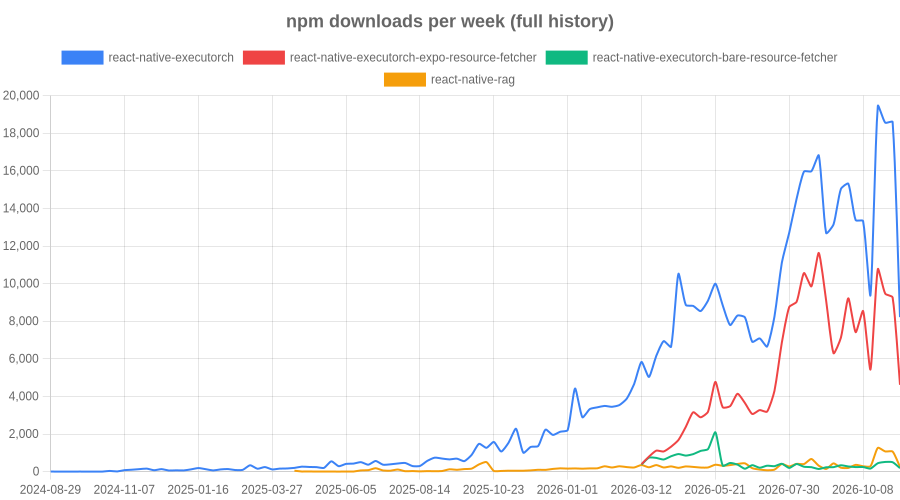 npm downloads per week (full history)
react-native-executorch react-native-executorch-expo-resource-fetcher react-native-executorch-bare-resource-fetcher
react-native-rag
20,000
18,000
16,000
14,000
12,000
10,000
8,000
6,000
4,000
2,000
0
2024-08-29 2024-11-07 2025-01-16 2025-03-27 2025-06-05 2025-08-14 2025-10-23 2026-01-01 2026-03-12 2026-05-21 2026-07-30 2026-10-08